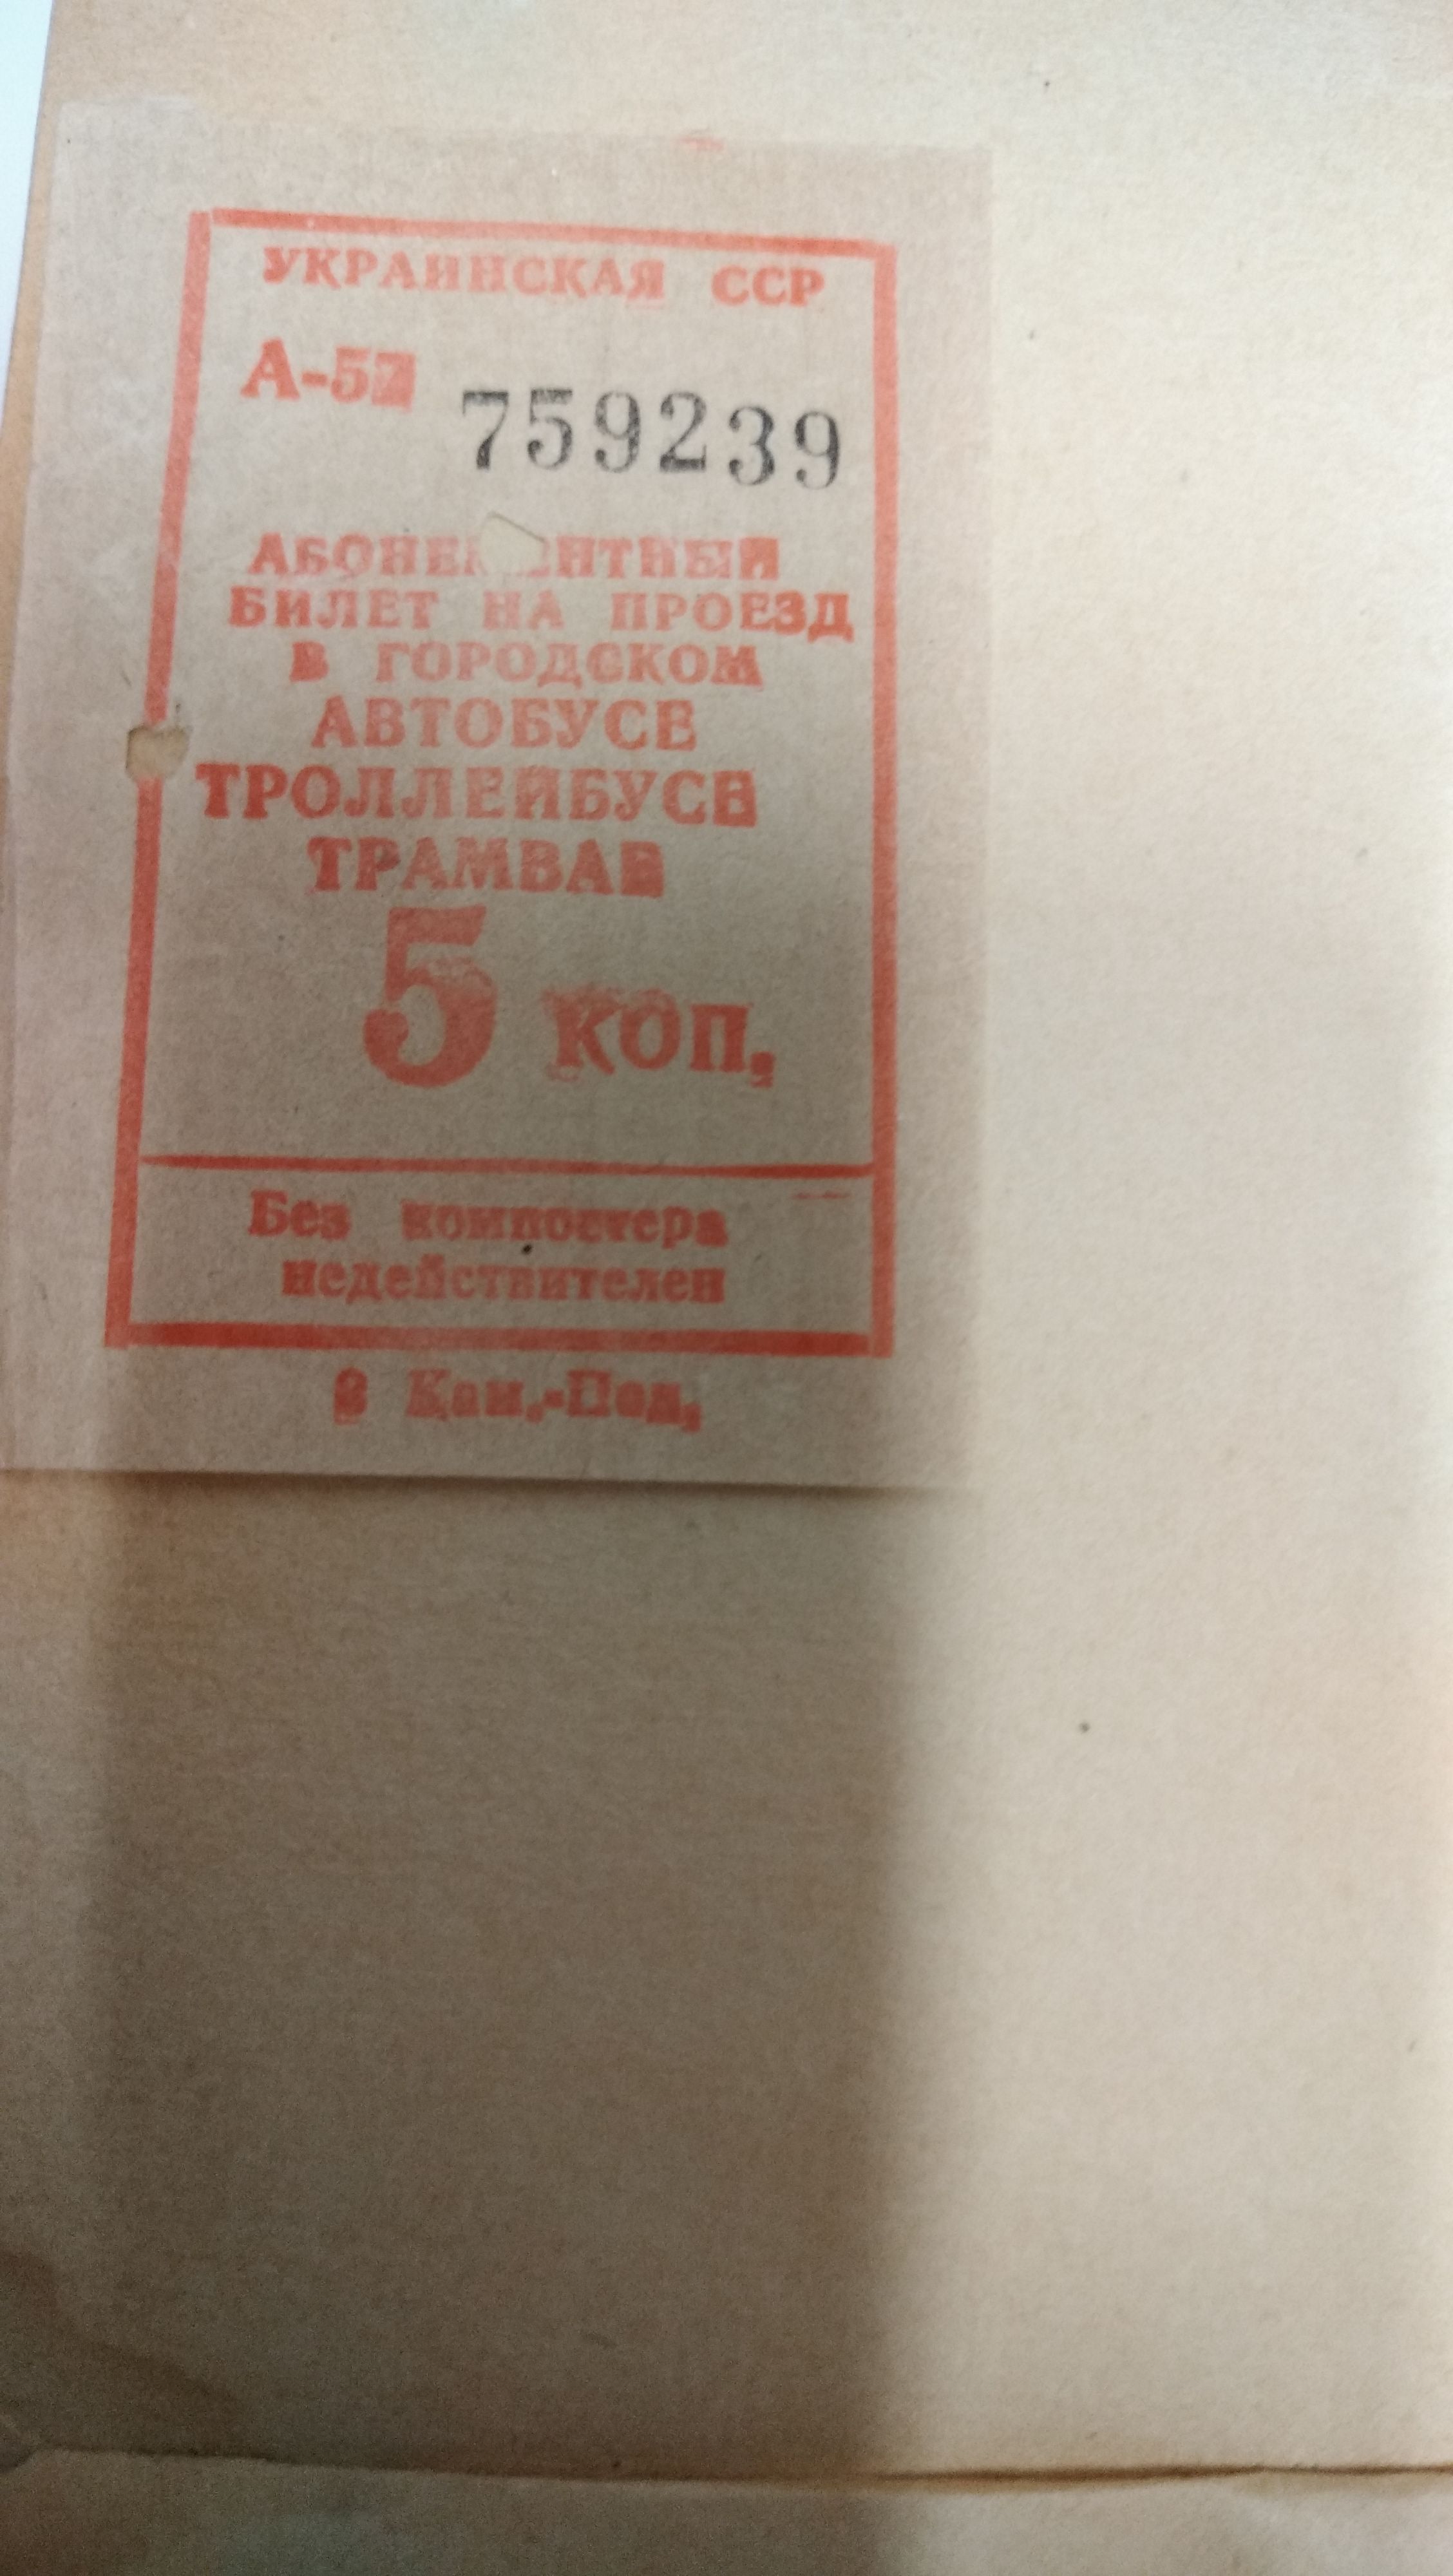 УКРАИНСКАЯ ССР
А-57
759239
АБОНЕМЕНТНЫЙ
БИЛЕТ НА ПРОЕЗД
В ГОРОДСКОМ
АВТОБУСЕ
ТРОЛЛЕЙБУСЕ
ТРАМВАЕ
5 КОП.
Без компостера
недействителен
Кам.-Под.